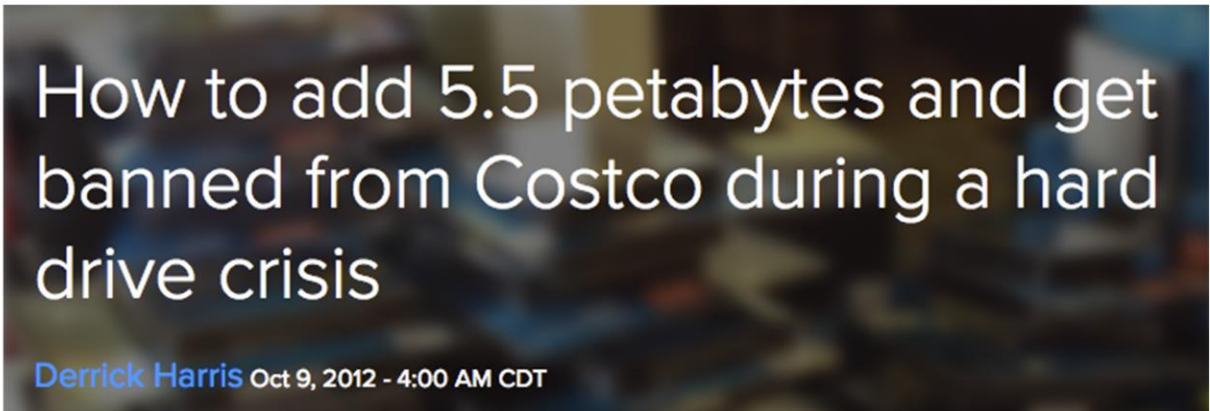 How to add 5.5 petabytes and get
banned from Costco during a hard
drive crisis
Derrick Harris Oct 9, 2012 - 4:00 AM CDT